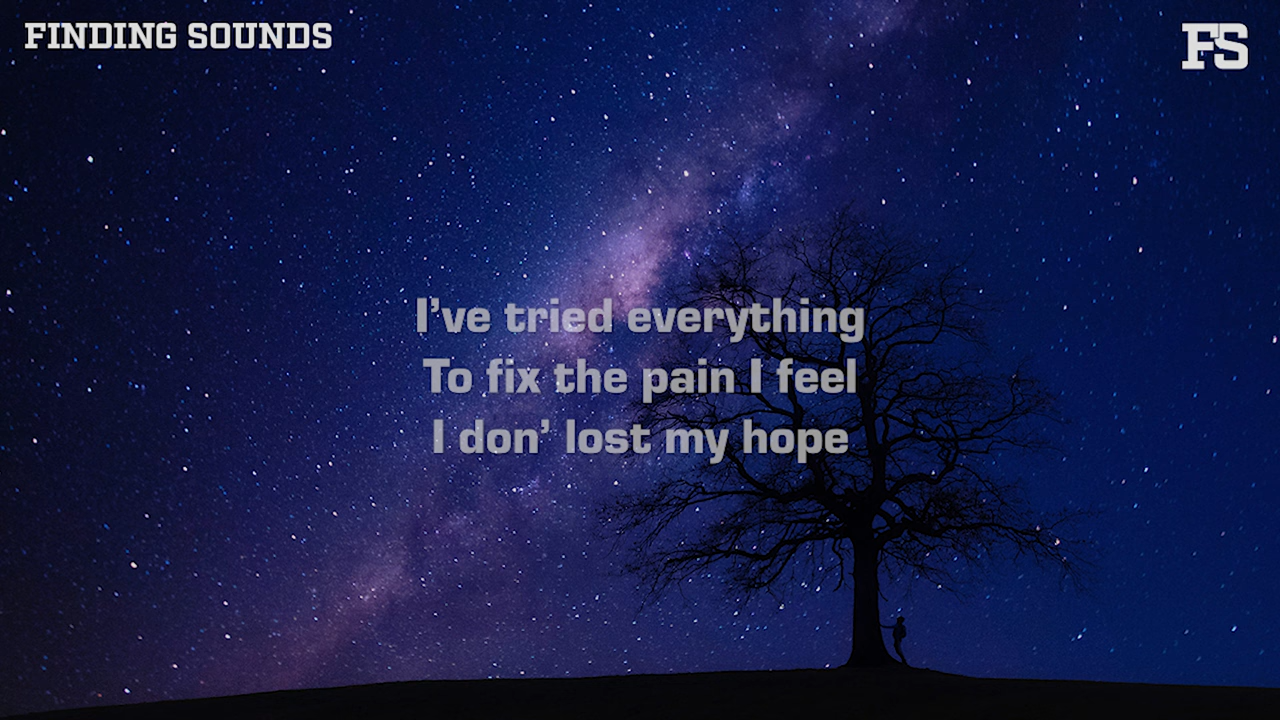 FINDING SOUNDS
FS
I’ve tried everything
To fix the pain I feel
I don’ lost my hope